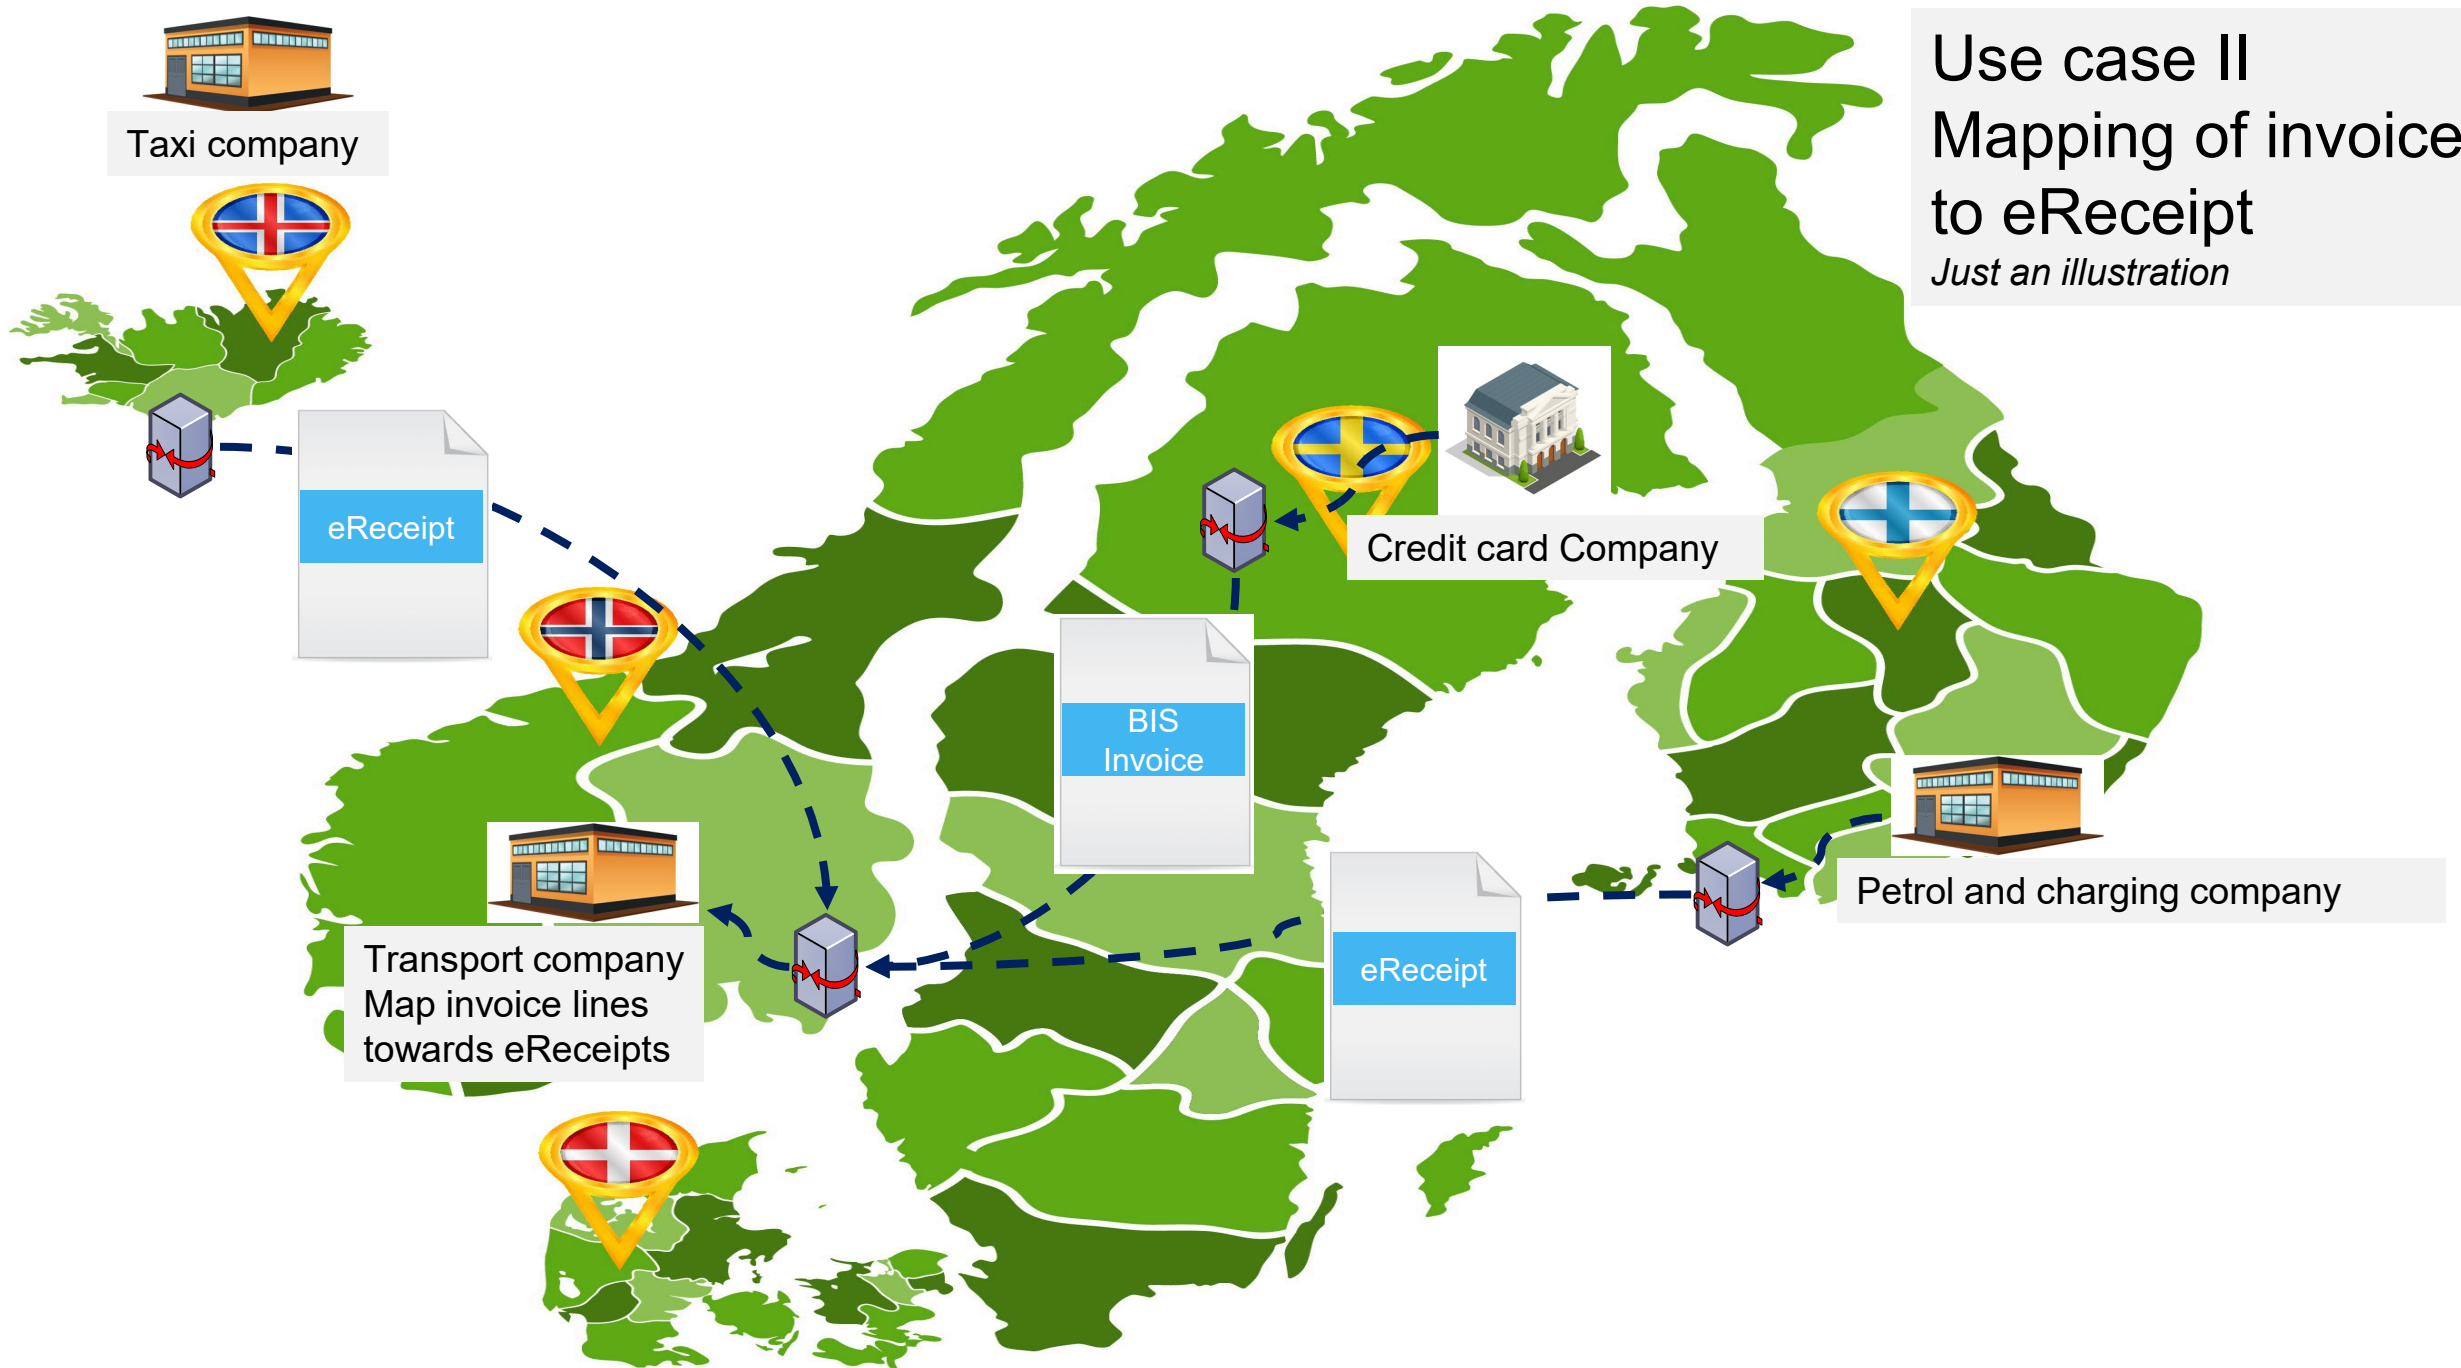 Use case II
Mapping of invoice
to eReceipt
Just an illustration
Taxi company
eReceipt
Credit card Company
BIS
Invoice
Petrol and charging company
eReceipt
Transport company
Map invoice lines
towards eReceipts